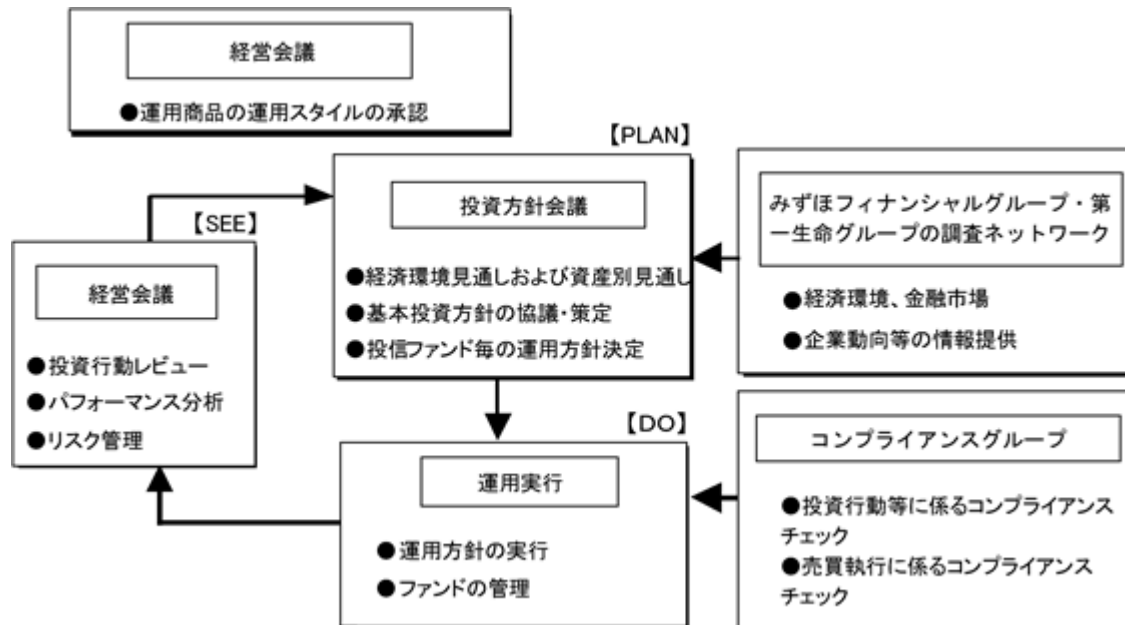 経営会議
●運用商品の運用スタイルの承認
【PLAN】
投資方針会議
●経済環境見通しおよび資産別見通し
●基本投資方針の協議・策定
●投信ファンド毎の運用方針決定
みずほフィナンシャルグループ・第
一生命グループの調査ネットワーク
●経済環境、金融市場
●企業動向等の情報提供
【SEE】
経営会議
●投資行動レビュー
●パフォーマンス分析
●リスク管理
【DO】
運用実行
●運用方針の実行
●ファンドの管理
コンプライアンスグループ
●投資行動等に係るコンプライアンス
チェック
●売買執行に係るコンプライアンス
チェック